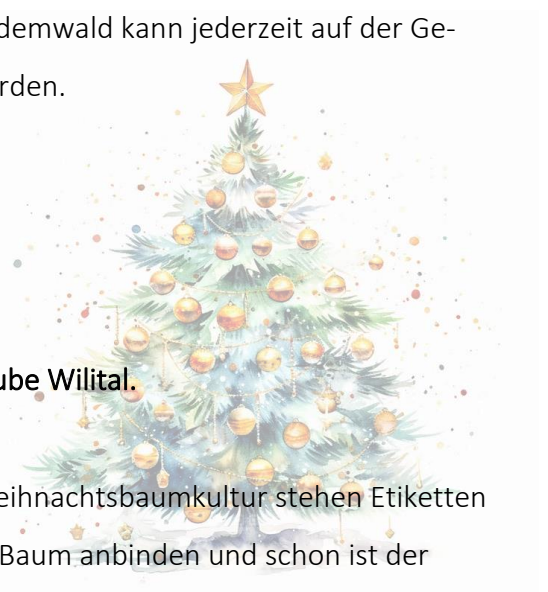 demwald kann jederzeit auf der Ge-
rden.
ube Wilital.
eihnachtsbaumkultur stehen Etiketten
Baum anbinden und schon ist der